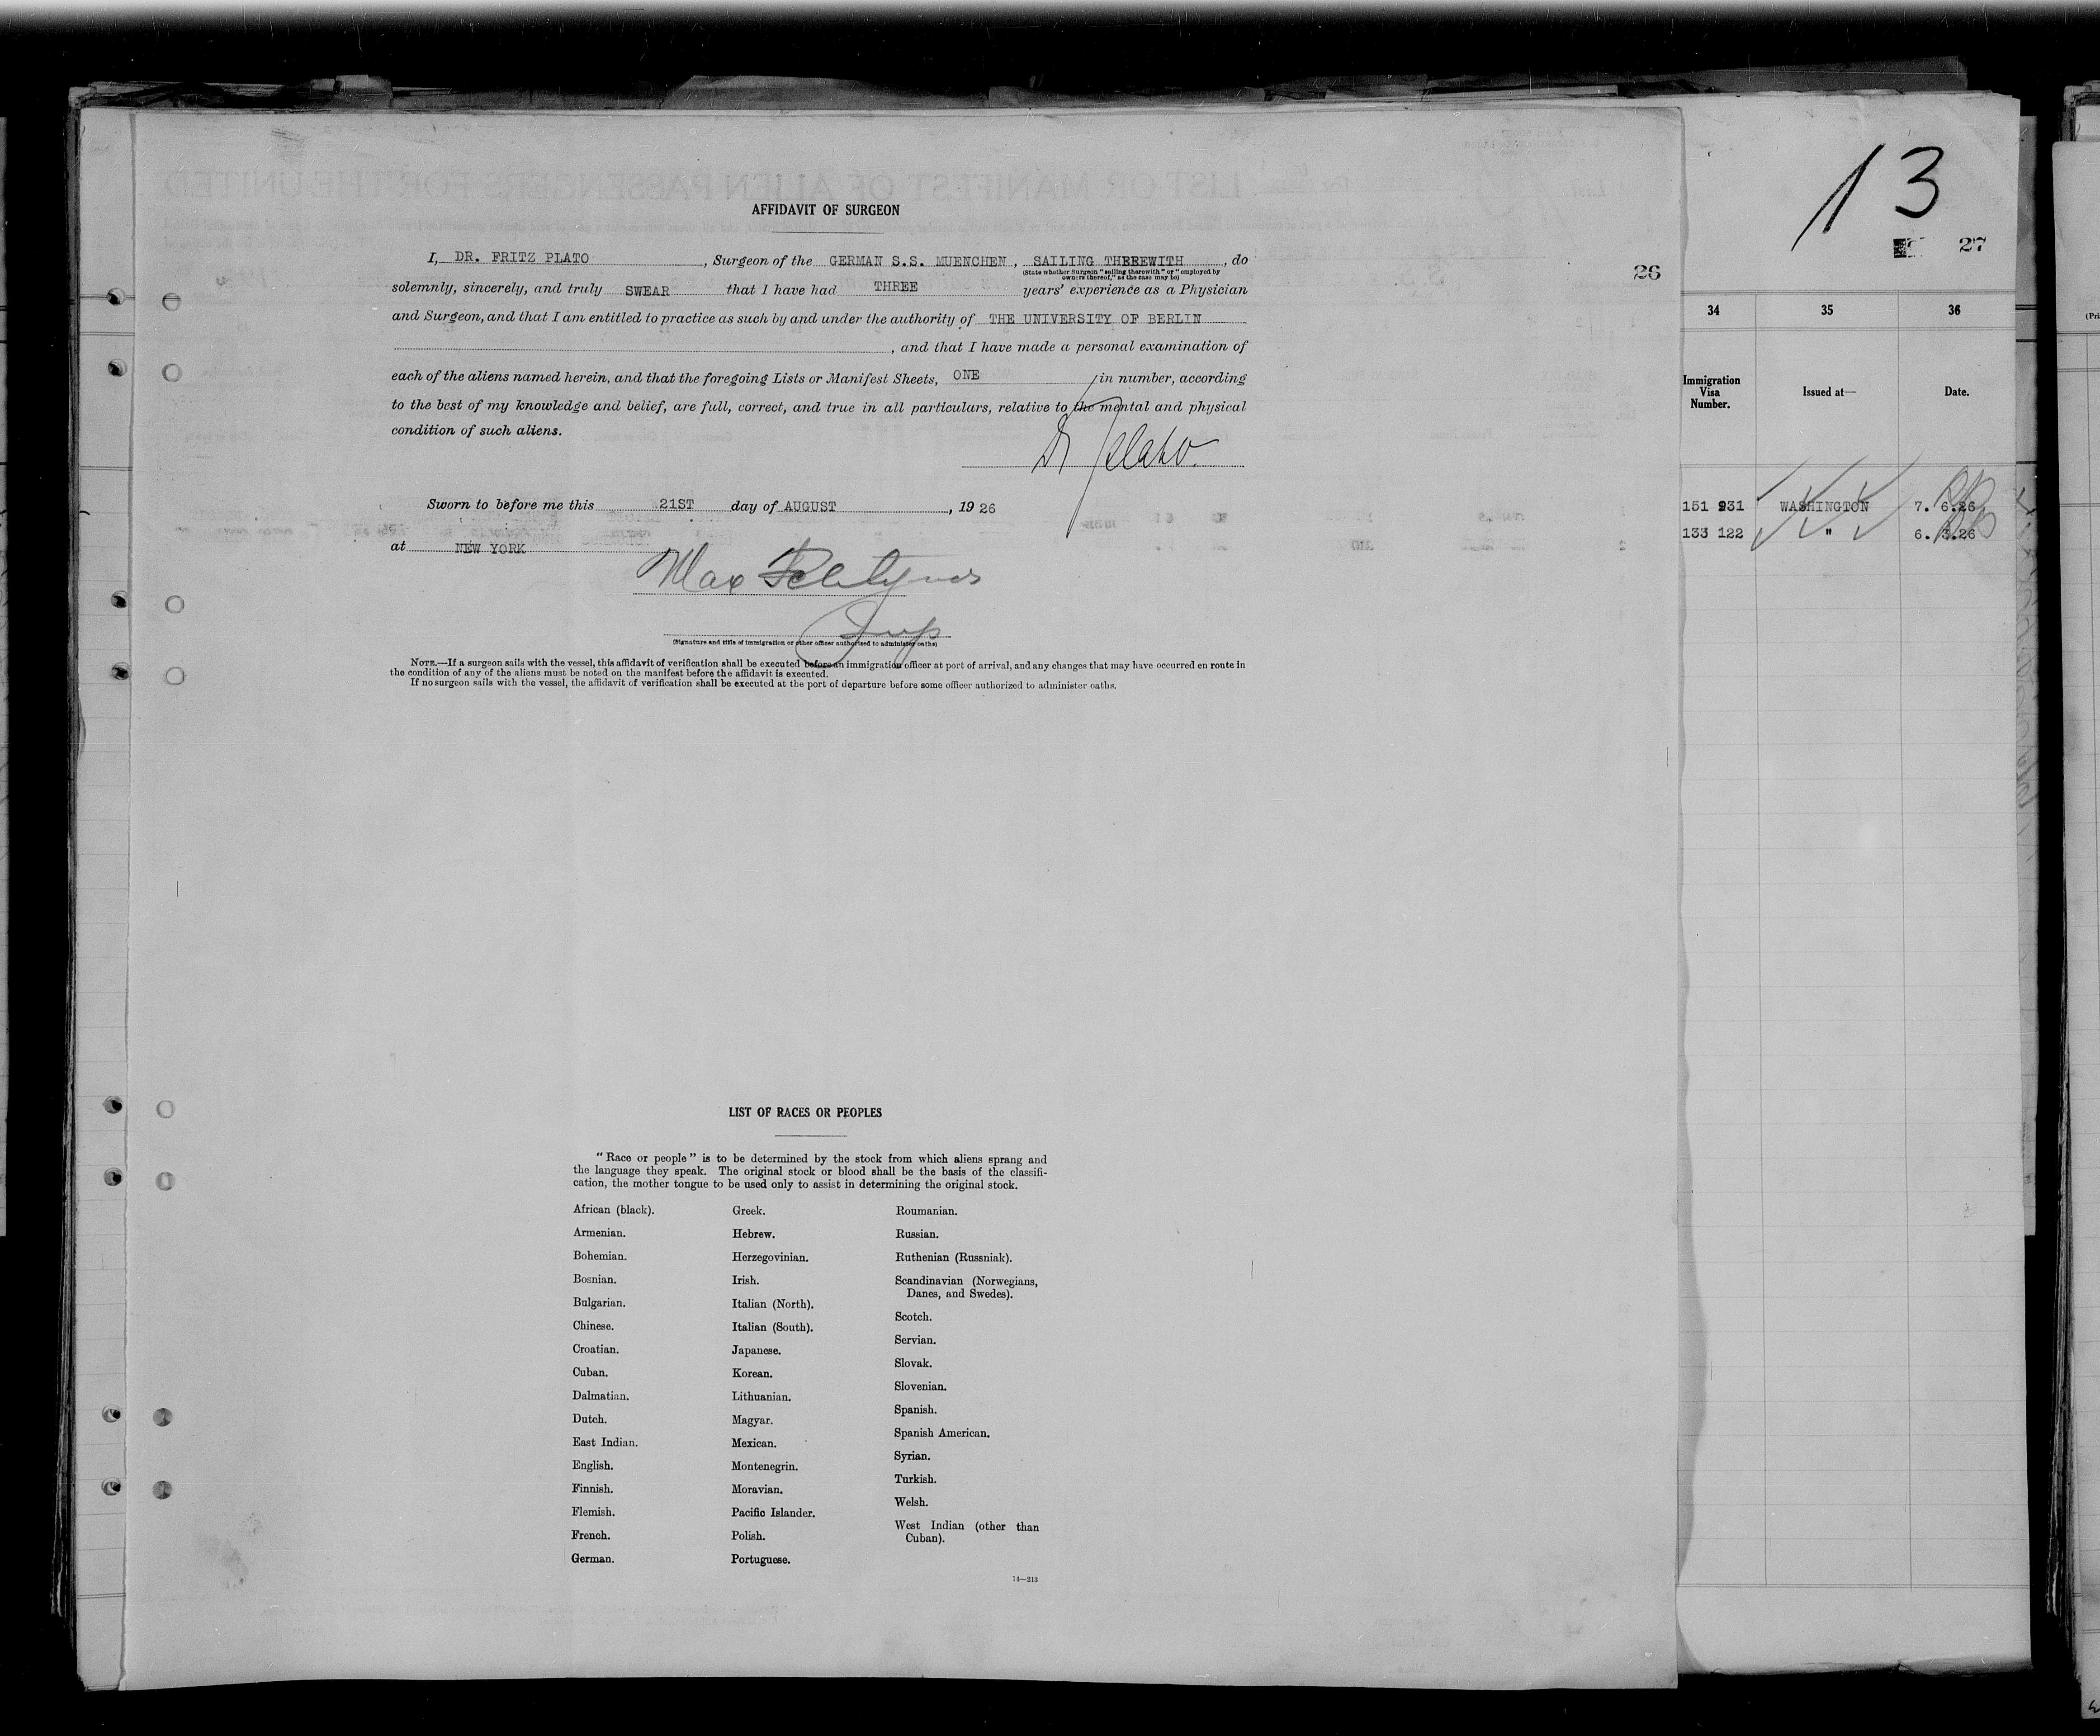 AFFIDAVIT OF SURGEON
I, DR. FRITZ PLATO, Surgeon of the GERMAN S.S. MUENCHEN, SAILING THEREWITH, do
(State whether Surgeon "sailing therewith" or "employed by
owners thereof," as the case may be)
solemnly, sincerely, and truly SWEAR that I have had THREE years' experience as a Physician
and Surgeon, and that I am entitled to practice as such by and under the authority of THE UNIVERSITY OF BERLIN
, and that I have made a personal examination of
each of the aliens named herein, and that the foregoing Lists or Manifest Sheets, ONE in number, according
to the best of my knowledge and belief, are full, correct, and true in all particulars, relative to the mental and physical
condition of such aliens.
Dr Plato.
Sworn to before me this 21ST day of AUGUST, 1926
at NEW YORK
Max
Insp
(Signature and title of immigration or other officer authorized to administer oaths)
NOTE.—If a surgeon sails with the vessel, this affidavit of verification shall be executed before an immigration officer at port of arrival, and any changes that may have occurred en route in
the condition of any of the aliens must be noted on the manifest before the affidavit is executed.
If no surgeon sails with the vessel, the affidavit of verification shall be executed at the port of departure before some officer authorized to administer oaths.
LIST OF RACES OR PEOPLES
"Race or people" is to be determined by the stock from which aliens sprang and
the language they speak. The original stock or blood shall be the basis of the classifi-
cation, the mother tongue to be used only to assist in determining the original stock.
African (black).
Armenian.
Bohemian.
Bosnian.
Bulgarian.
Chinese.
Croatian.
Cuban.
Dalmatian.
Dutch.
East Indian.
English.
Finnish.
Flemish.
French.
German.
Greek.
Hebrew.
Herzegovinian.
Irish.
Italian (North).
Italian (South).
Japanese.
Korean.
Lithuanian.
Magyar.
Mexican.
Montenegrin.
Moravian.
Pacific Islander.
Polish.
Portuguese.
Roumanian.
Russian.
Ruthenian (Russniak).
Scandinavian (Norwegians,
Danes, and Swedes).
Scotch.
Servian.
Slovak.
Slovenian.
Spanish.
Spanish American.
Syrian.
Turkish.
Welsh.
West Indian (other than
Cuban).
14—213
26
13
27
34 35 36
Immigration
Visa
Number.
Issued at—
Date.
151 931 WASHINGTON 7. 6.26
133 122 " 6. 3.26